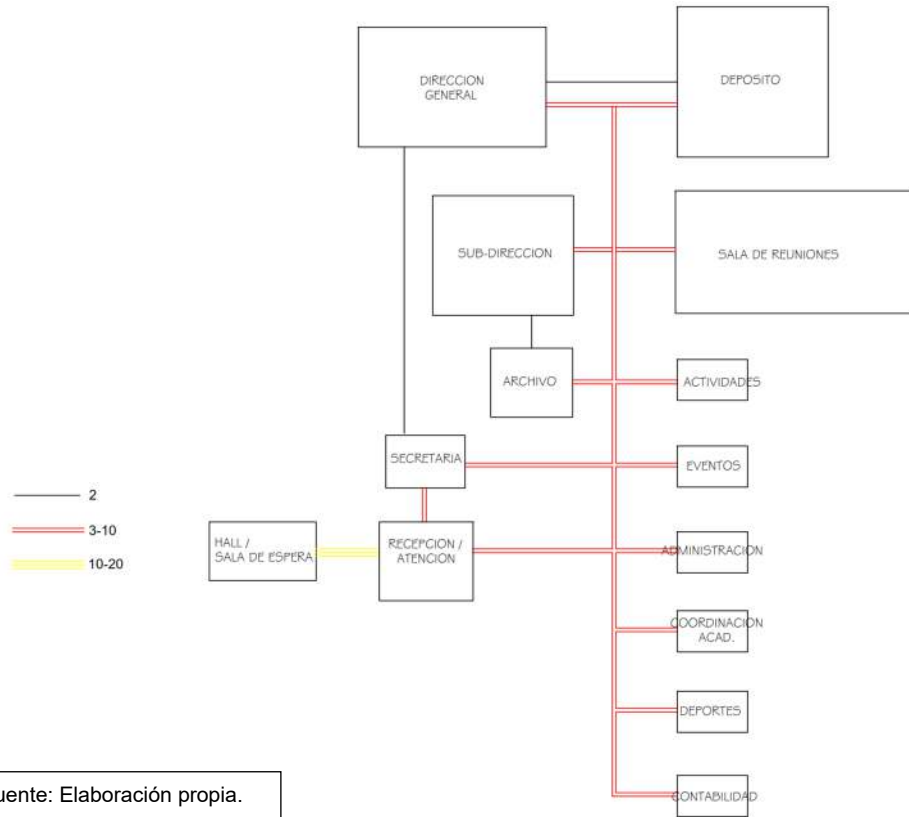 DIRECCION
GENERAL
DEPOSITO
SUB-DIRECCION
SALA DE REUNIONES
ARCHIVO
ACTIVIDADES
SECRETARIA
EVENTOS
2
3-10
10-20
HALL /
SALA DE ESPERA
RECEPCION /
ATENCION
ADMINISTRACION
COORDINACION
ACAD.
DEPORTES
CONTABILIDAD
uente: Elaboración propia.